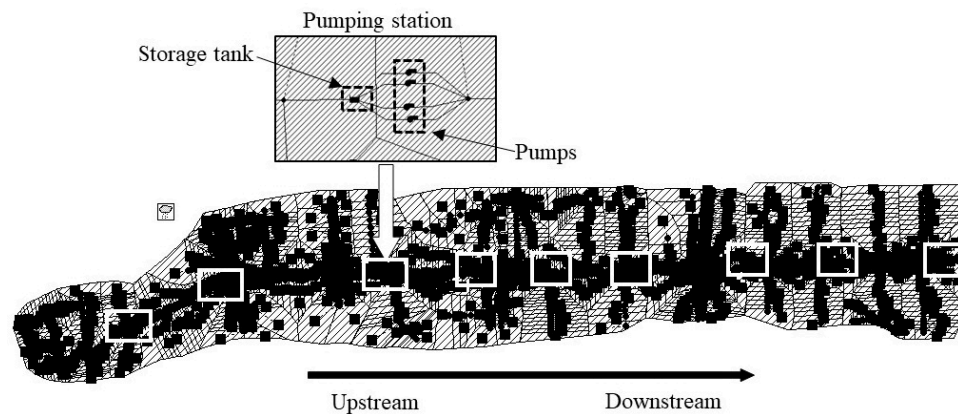 Pumping station
Storage tank
Pumps
Upstream
Downstream